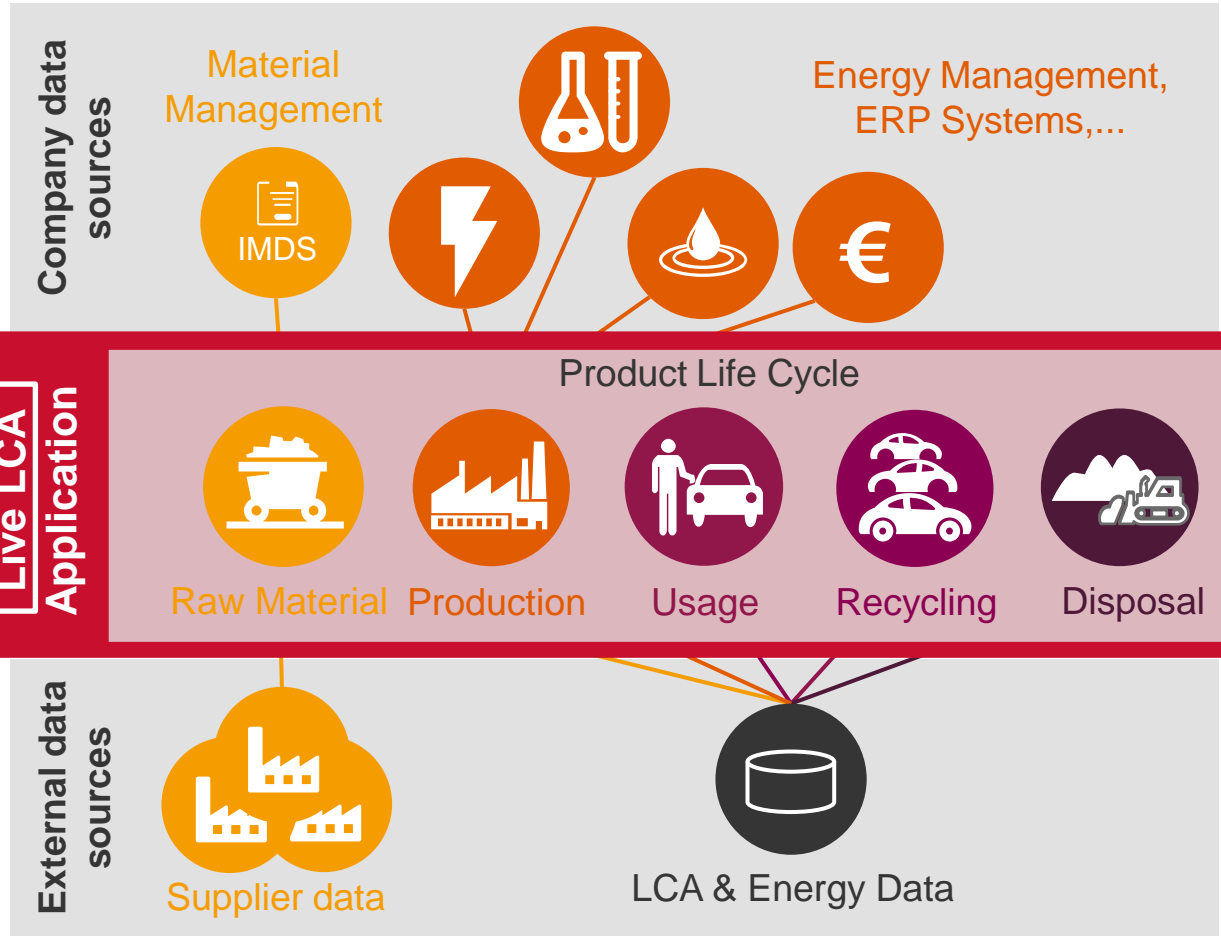 Company data
sources
Material
Management
Energy Management,
ERP Systems,...
IMDS
€
Live LCA
Application
Product Life Cycle
Raw Material
Production
Usage
Recycling
Disposal
External data
sources
Supplier data
LCA & Energy Data